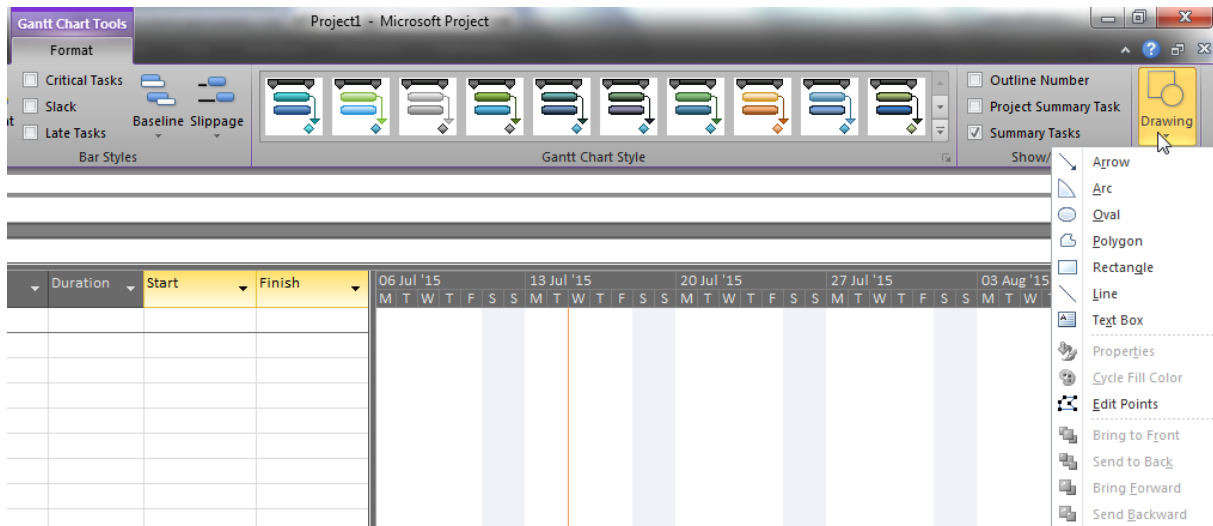 Gantt Chart Tools
Project1 - Microsoft Project
Format
Critical Tasks
Slack
Late Tasks
Baseline Slippage
Bar Styles
Gantt Chart Style
Outline Number
Project Summary Task
Summary Tasks
Show/
Drawing
Arrow
Arc
Oval
Polygon
Rectangle
Line
Text Box
Properties
Cycle Fill Color
Edit Points
Bring to Front
Send to Back
Bring Forward
Send Backward
Duration Start Finish
06 Jul '15 13 Jul '15 20 Jul '15 27 Jul '15 03 Aug '15
M T W T F S S M T W T F S S M T W T F S S M T W T F S S M T W